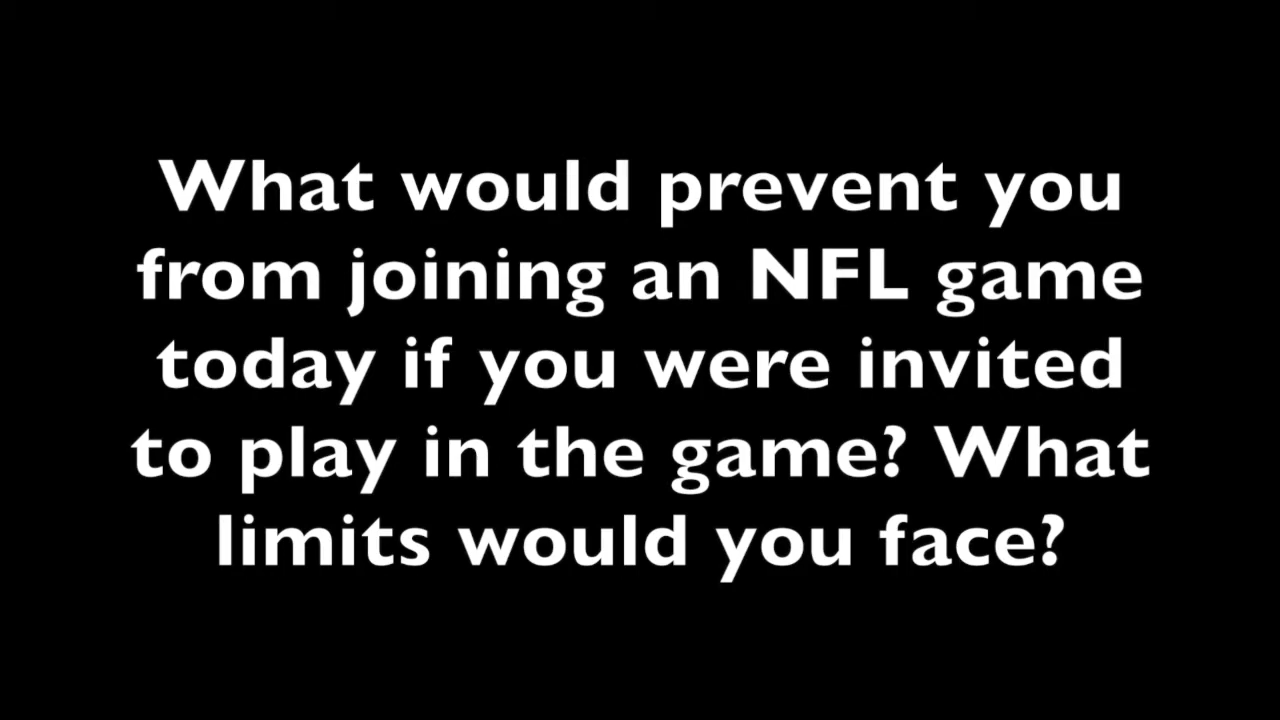 What would prevent you
from joining an NFL game
today if you were invited
to play in the game? What
limits would you face?